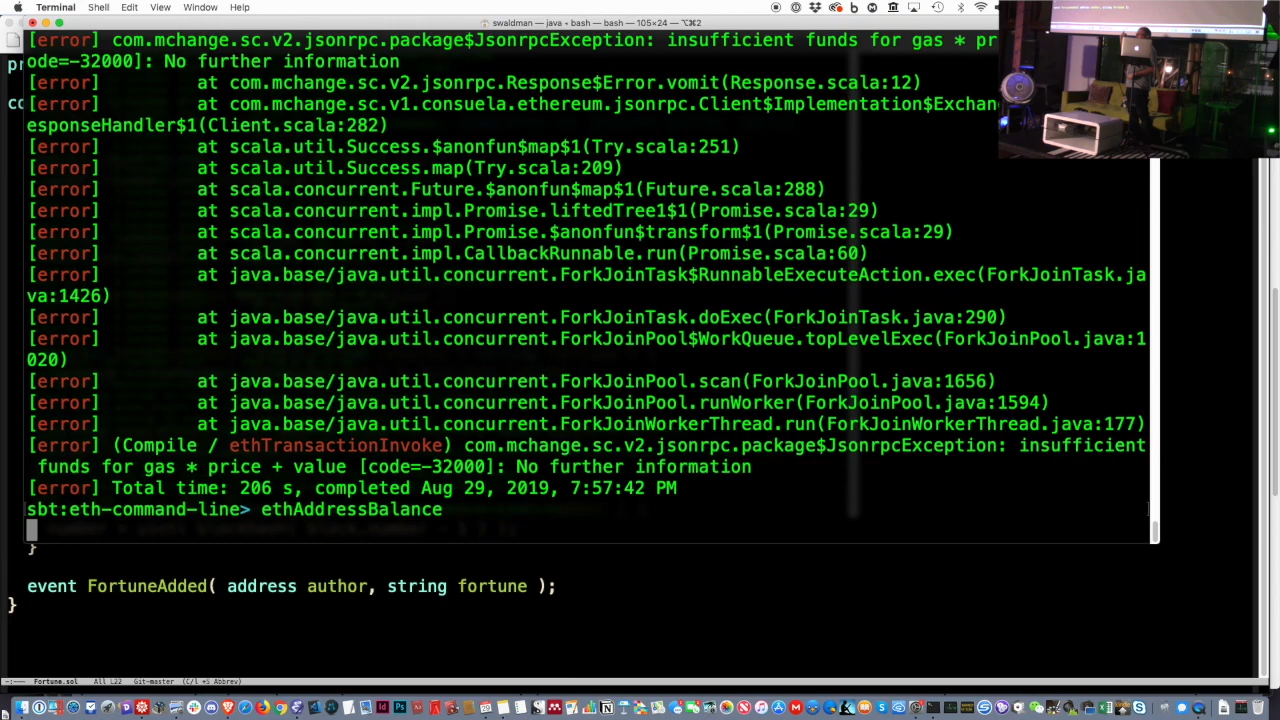 Terminal Shell Edit View Window Help
swaldman — java ◂ bash — bash — 105×24 — ⌥⌘2
[error] com.mchange.sc.v2.jsonrpc.package$JsonrpcException: insufficient funds for gas * pr
ode=-32000]: No further information
[error]         at com.mchange.sc.v2.jsonrpc.Response$Error.vomit(Response.scala:12)
[error]         at com.mchange.sc.v1.consuela.ethereum.jsonrpc.Client$Implementation$Exchan
esponseHandler$1(Client.scala:282)
[error]         at scala.util.Success.$anonfun$map$1(Try.scala:251)
[error]         at scala.util.Success.map(Try.scala:209)
[error]         at scala.concurrent.Future.$anonfun$map$1(Future.scala:288)
[error]         at scala.concurrent.impl.Promise.liftedTree1$1(Promise.scala:29)
[error]         at scala.concurrent.impl.Promise.$anonfun$transform$1(Promise.scala:29)
[error]         at scala.concurrent.impl.CallbackRunnable.run(Promise.scala:60)
[error]         at java.base/java.util.concurrent.ForkJoinTask$RunnableExecuteAction.exec(ForkJoinTask.ja
va:1426)
[error]         at java.base/java.util.concurrent.ForkJoinTask.doExec(ForkJoinTask.java:290)
[error]         at java.base/java.util.concurrent.ForkJoinPool$WorkQueue.topLevelExec(ForkJoinPool.java:1
020)
[error]         at java.base/java.util.concurrent.ForkJoinPool.scan(ForkJoinPool.java:1656)
[error]         at java.base/java.util.concurrent.ForkJoinPool.runWorker(ForkJoinPool.java:1594)
[error]         at java.base/java.util.concurrent.ForkJoinWorkerThread.run(ForkJoinWorkerThread.java:177)
[error] (Compile / ethTransactionInvoke) com.mchange.sc.v2.jsonrpc.package$JsonrpcException: insufficient
 funds for gas * price + value [code=-32000]: No further information
[error] Total time: 206 s, completed Aug 29, 2019, 7:57:42 PM
sbt:eth-command-line> ethAddressBalance
}
event FortuneAdded( address author, string fortune );
}
-:--- Fortune.sol All L22 Git-master (C/l +S Abbrev)